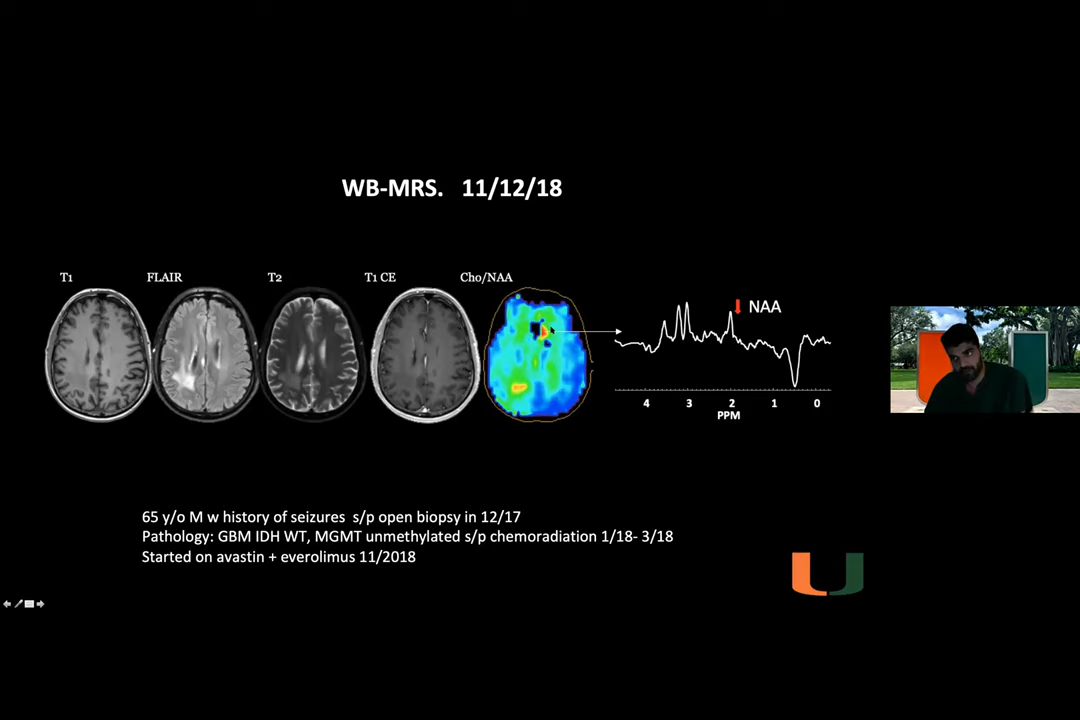 WB-MRS. 11/12/18
T1 FLAIR T2 T1 CE Cho/NAA
NAA
4 3 2 1 0
PPM
65 y/o M w history of seizures s/p open biopsy in 12/17
Pathology: GBM IDH WT, MGMT unmethylated s/p chemoradiation 1/18- 3/18
Started on avastin + everolimus 11/2018
U